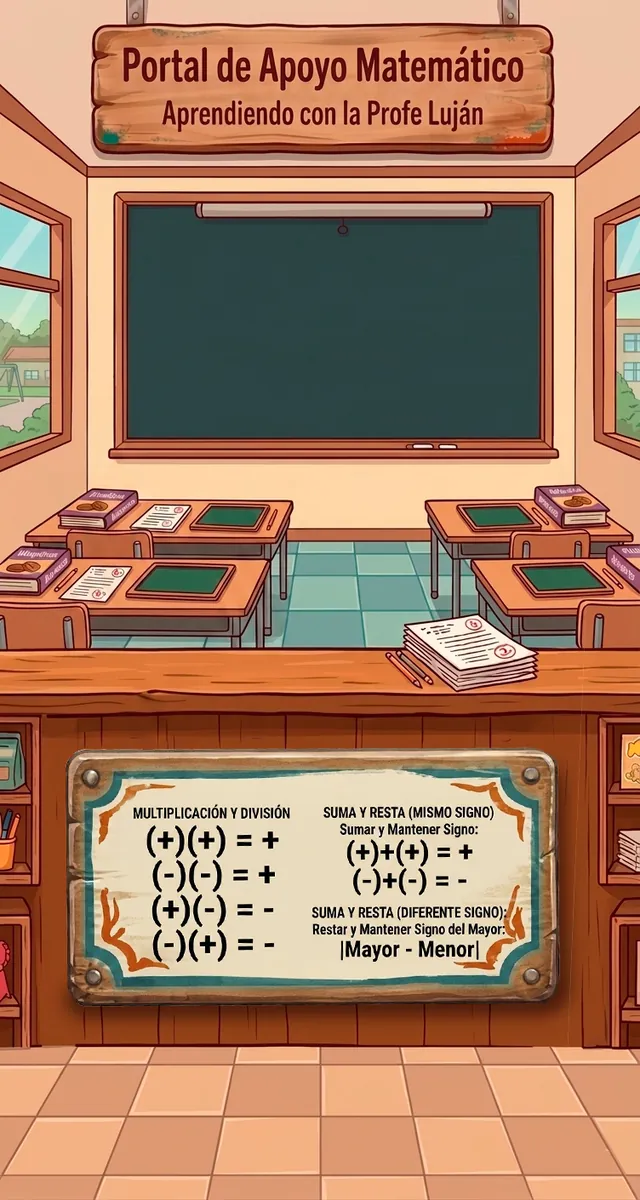 Portal de Apoyo Matemático
Aprendiendo con la Profe Luján
MULTIPLICACIÓN Y DIVISIÓN
(+)(+) = +
(-)(-) = +
(+)(-) = -
(-)(+) = -
SUMA Y RESTA (MISMO SIGNO)
Sumar y Mantener Signo:
(+)+(+) = +
(-)+(-) = -
SUMA Y RESTA (DIFERENTE SIGNO):
Restar y Mantener Signo del Mayor:
|Mayor - Menor|